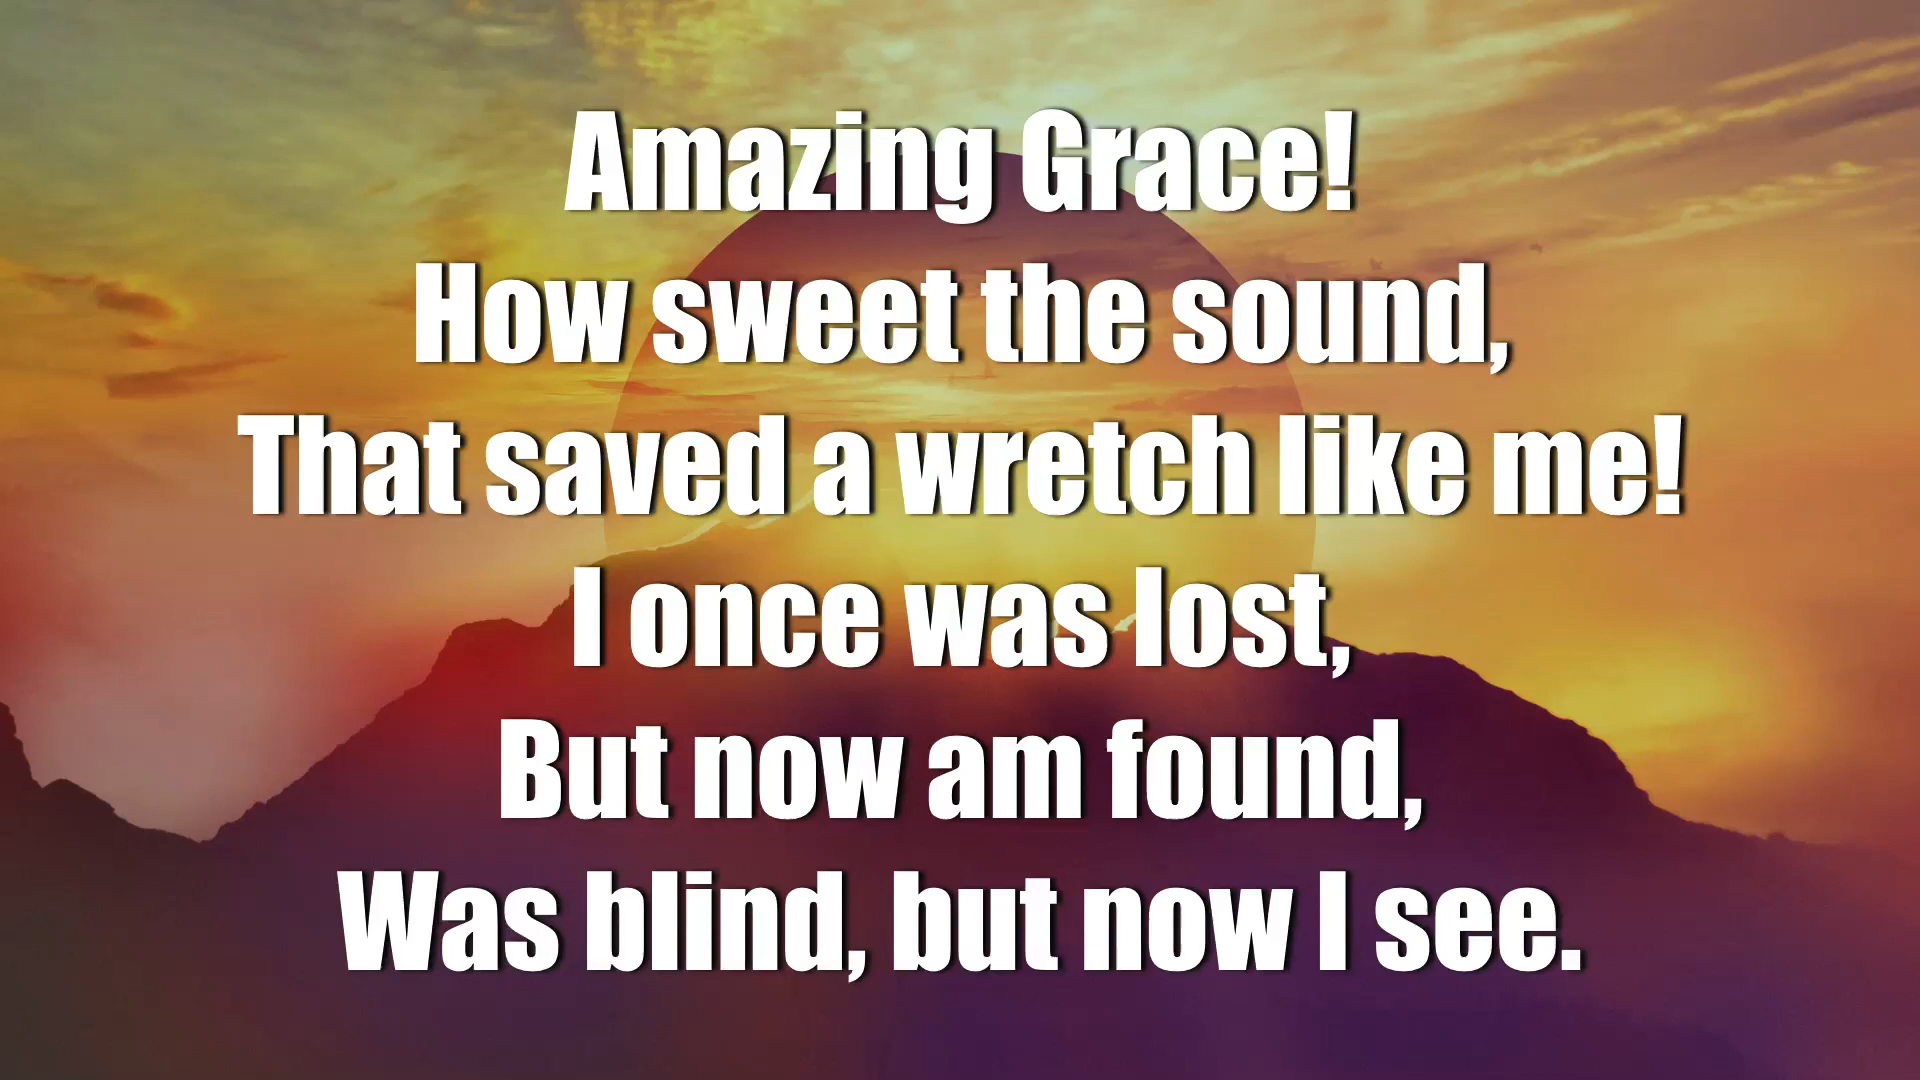 Amazing Grace!
How sweet the sound,
That saved a wretch like me!
I once was lost,
But now am found,
Was blind, but now I see.